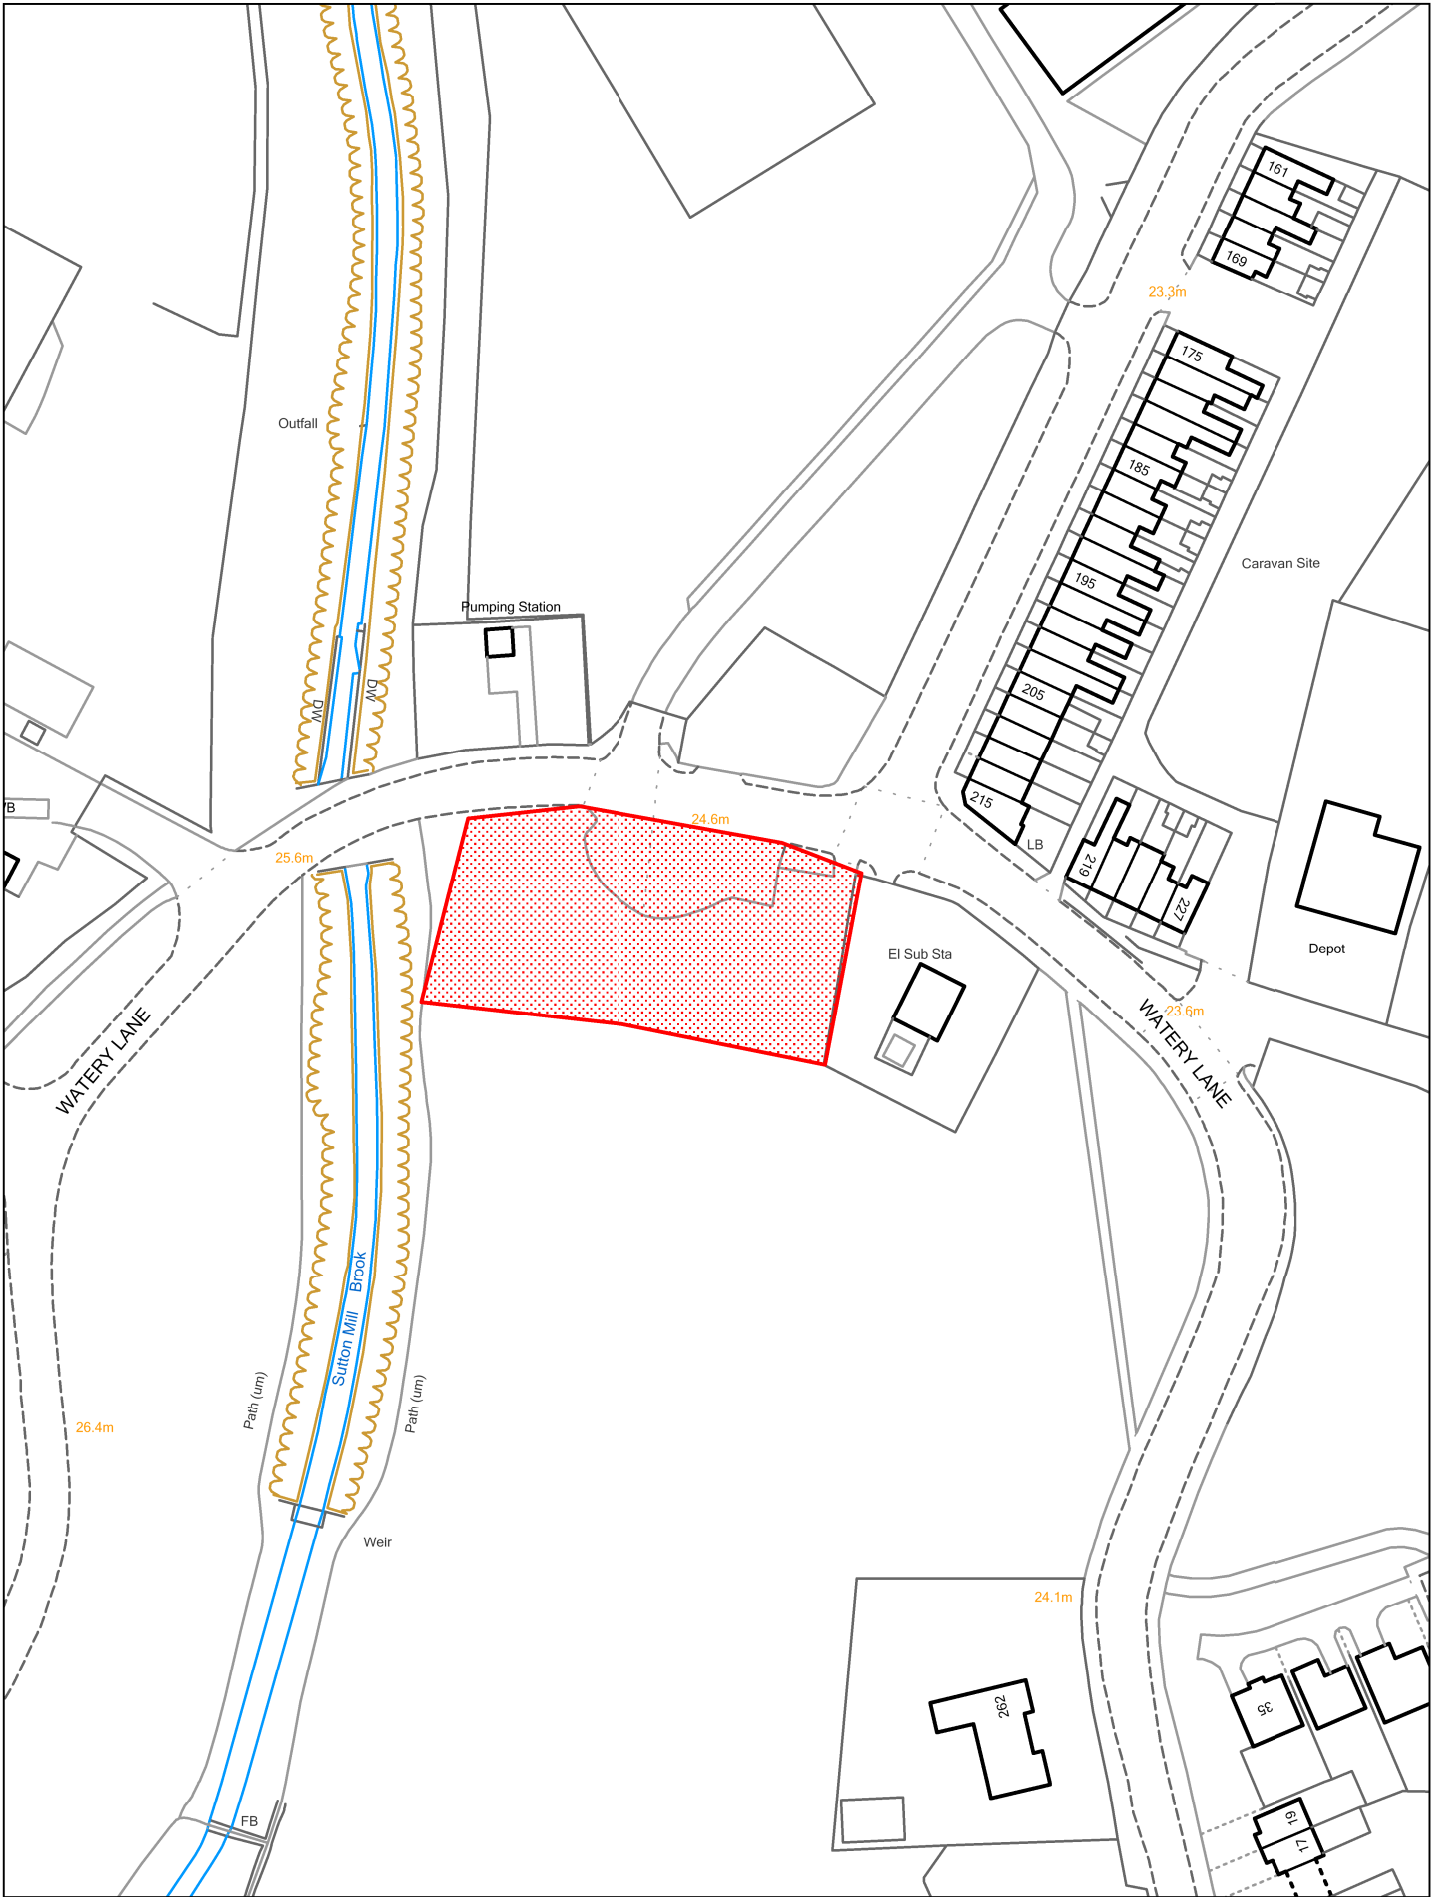 161
169
23.3m
175
Outfall
185
Caravan Site
195
Pumping Station
DW
DW
205
215
/B
24.6m
LB
25.6m
219
227
El Sub Sta
Depot
WATERY LANE
WATERY LANE
23.6m
Sutton Mill Brook
Path (um)
Path (um)
26.4m
Weir
24.1m
262
35
19
17
FB